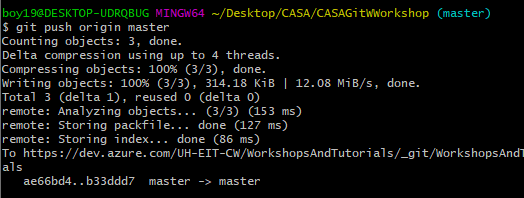 boy19@DESKTOP-UDRQBUG MINGW64 ~/Desktop/CASA/CASAGitWWorkshop (master)
$ git push origin master
Counting objects: 3, done.
Delta compression using up to 4 threads.
Compressing objects: 100% (3/3), done.
Writing objects: 100% (3/3), 314.18 KiB | 12.08 MiB/s, done.
Total 3 (delta 1), reused 0 (delta 0)
remote: Analyzing objects... (3/3) (153 ms)
remote: Storing packfile... done (127 ms)
remote: Storing index... done (86 ms)
To https://dev.azure.com/UH-EIT-CW/WorkshopsAndTutorials/_git/WorkshopsAndTutori
als
   ae66bd4..b33ddd7  master -> master